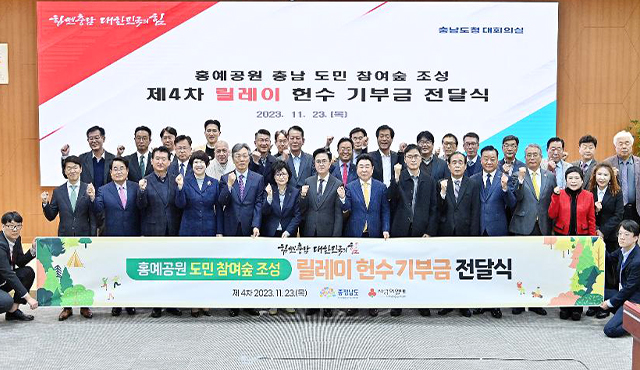 힘쎈충남 대한민국의 힘
충남도청 대회의실
홍예공원 충남 도민 참여숲 조성
제4차 릴레이 헌수 기부금 전달식
2023. 11. 23.(목)
힘쎈충남 대한민국의 힘
홍예공원 도민 참여숲 조성 릴레이 헌수 기부금 전달식
제 4차 2023. 11. 23.(목) 충청남도